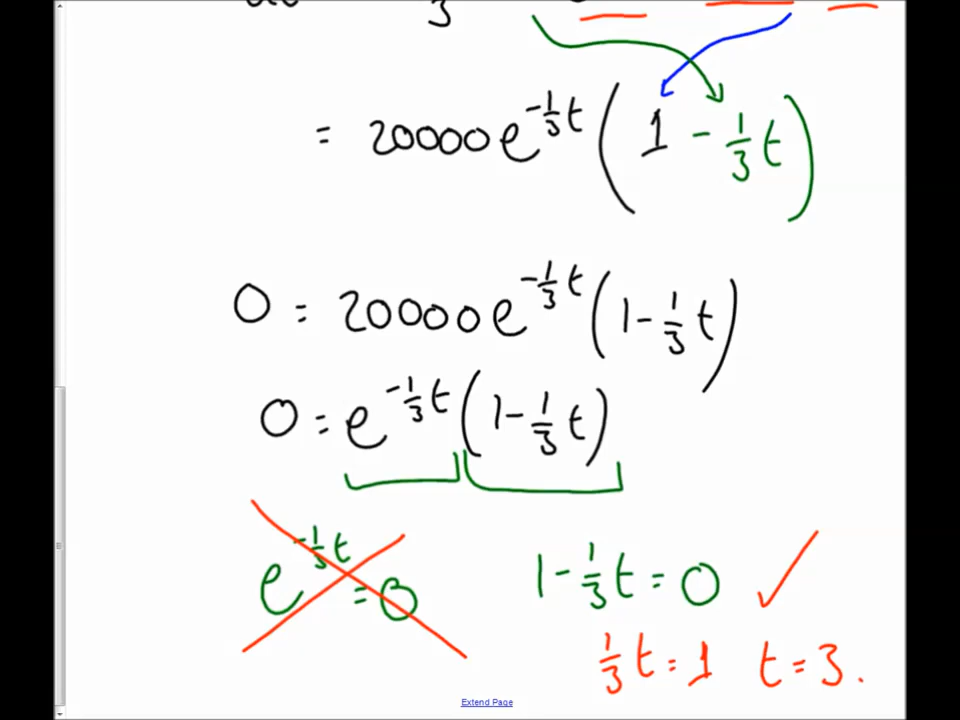 3
= 20000e^{-1/3 t} (1 - 1/3 t)
0 = 20000e^{-1/3 t} (1 - 1/3 t)
0 = e^{-1/3 t} (1 - 1/3 t)
e^{-1/3 t} = 0
1 - 1/3 t = 0 ✓
1/3 t = 1 t = 3.
Extend Page